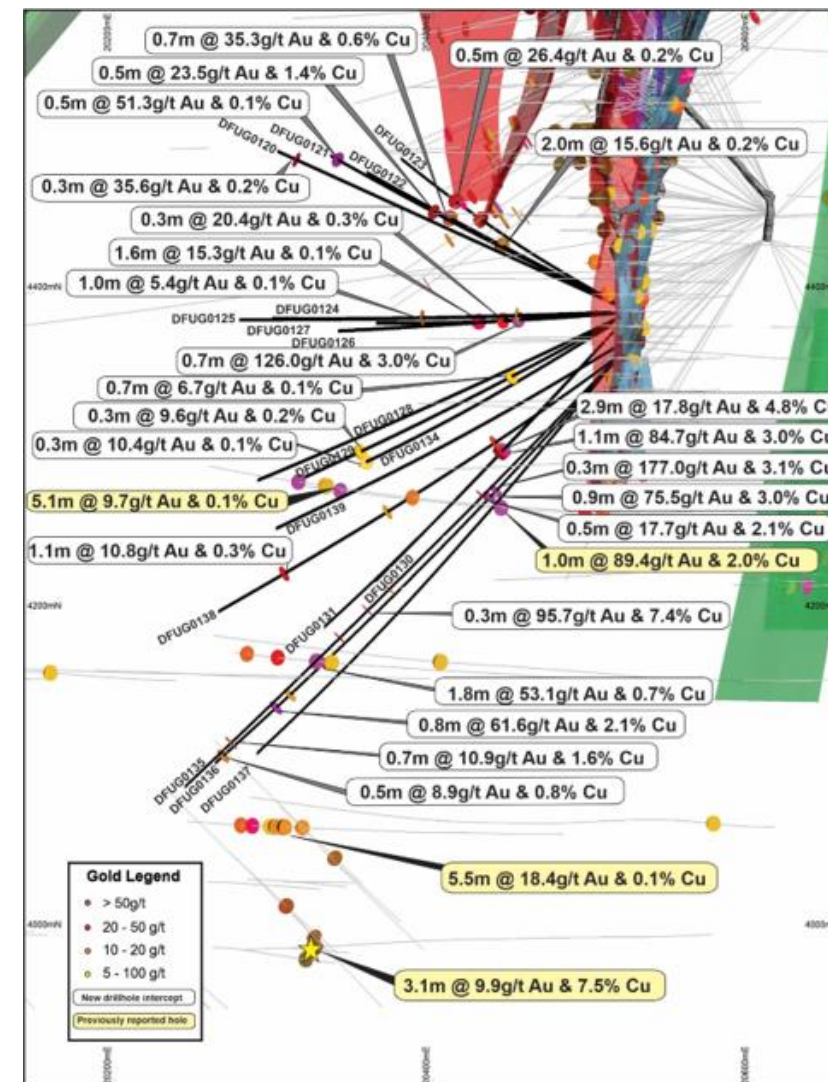 20200mE
20400mE
20600mE
0.7m @ 35.3g/t Au & 0.6% Cu
0.5m @ 26.4g/t Au & 0.2% Cu
0.5m @ 23.5g/t Au & 1.4% Cu
0.5m @ 51.3g/t Au & 0.1% Cu
2.0m @ 15.6g/t Au & 0.2% Cu
DFUG0120
DFUG0121
DFUG0122
DFUG0123
0.3m @ 35.6g/t Au & 0.2% Cu
0.3m @ 20.4g/t Au & 0.3% Cu
1.6m @ 15.3g/t Au & 0.1% Cu
1.0m @ 5.4g/t Au & 0.1% Cu
4400mN
4400
DFUG0124
DFUG0125
DFUG0127
DFUG0126
0.7m @ 126.0g/t Au & 3.0% Cu
0.7m @ 6.7g/t Au & 0.1% Cu
0.3m @ 9.6g/t Au & 0.2% Cu
DFUG0128
2.9m @ 17.8g/t Au & 4.8% C
0.3m @ 10.4g/t Au & 0.1% Cu
DFUG0129
DFUG0134
1.1m @ 84.7g/t Au & 3.0% Cu
0.3m @ 177.0g/t Au & 3.1% Cu
5.1m @ 9.7g/t Au & 0.1% Cu
0.9m @ 75.5g/t Au & 3.0% Cu
DFUG0139
0.5m @ 17.7g/t Au & 2.1% Cu
1.1m @ 10.8g/t Au & 0.3% Cu
1.0m @ 89.4g/t Au & 2.0% Cu
DFUG0130
4200mN
4200
DFUG0138
DFUG0131
0.3m @ 95.7g/t Au & 7.4% Cu
1.8m @ 53.1g/t Au & 0.7% Cu
0.8m @ 61.6g/t Au & 2.1% Cu
0.7m @ 10.9g/t Au & 1.6% Cu
DFUG0135
DFUG0136
DFUG0137
0.5m @ 8.9g/t Au & 0.8% Cu
5.5m @ 18.4g/t Au & 0.1% Cu
Gold Legend
> 50g/t
20 - 50 g/t
10 - 20 g/t
5 - 100 g/t
New drillhole intercept
Previously reported hole
4000mN
4000
3.1m @ 9.9g/t Au & 7.5% Cu
20200mE
20400mE
20600mE